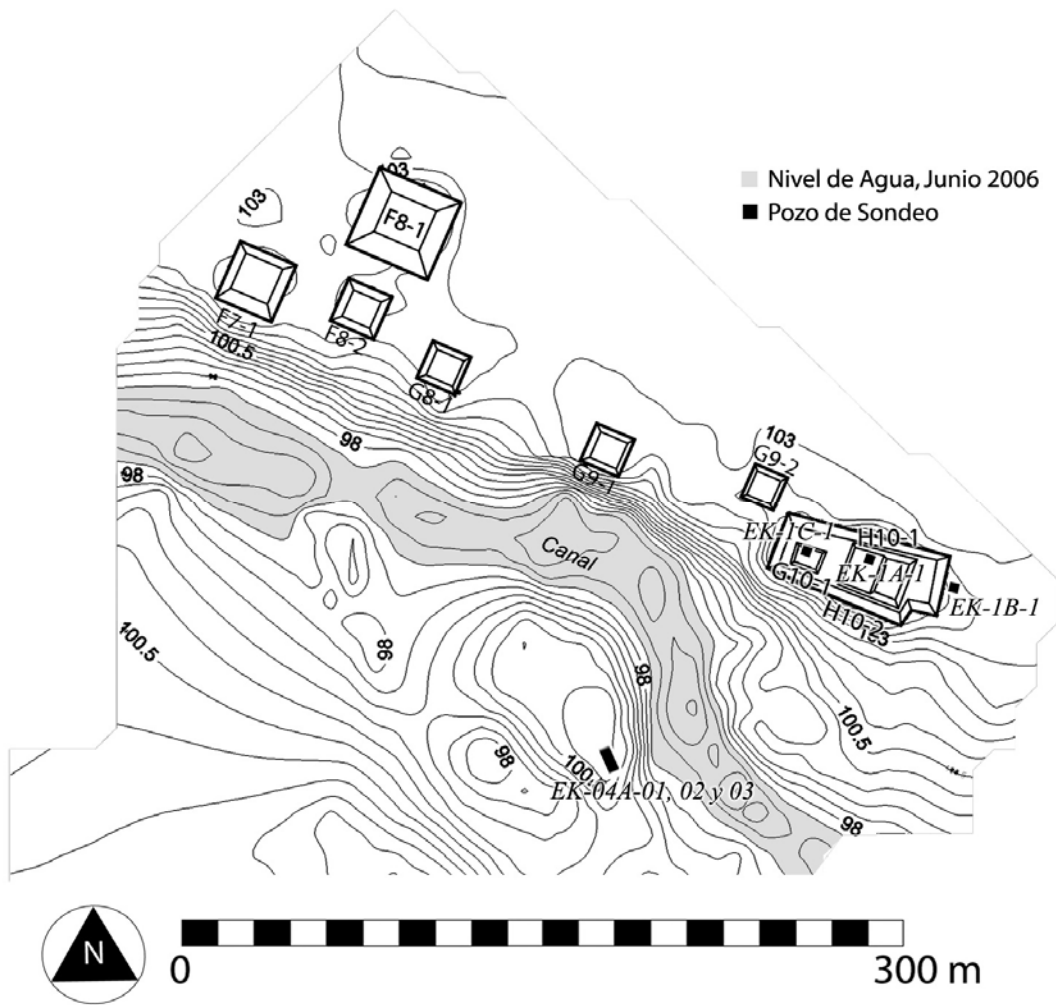 103
F8-1
103
Nivel de Agua, Junio 2006
Pozo de Sondeo
F7-1
F8-2
100.5
G8-1
98
98
103
G9-2
G9-1
Canal
EK-1C-1
H10-1
G10-1
EK-1A-1
EK-1B-1
H10-2
103
100.5
98
98
100.5
98
100.5
EK-04A-01, 02 y 03
98
N
0
300 m